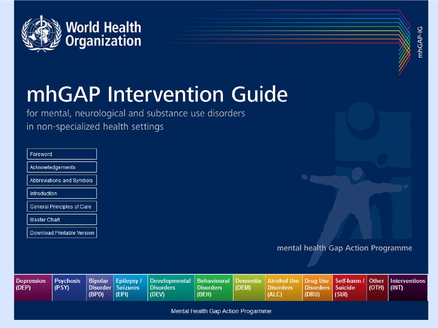 World Health
Organization
mhGAP-IG
mhGAP Intervention Guide
for mental, neurological and substance use disorders
in non-specialized health settings
Foreword
Acknowledgements
Abbreviations and Symbols
Introduction
General Principles of Care
Master Chart
Download Printable Version
mental health Gap Action Programme
Depression
(DEP)
Psychosis
(PSY)
Bipolar
Disorder
(BPD)
Epilepsy /
Seizures
(EPI)
Developmental
Disorders
(DEV)
Behavioural
Disorders
(BEH)
Dementia
(DEM)
Alcohol Use
Disorders
(ALC)
Drug Use
Disorders
(DRU)
Self-harm /
Suicide
(SUI)
Other
(OTH)
Interventions
(INT)
Mental Health Gap Action Programme